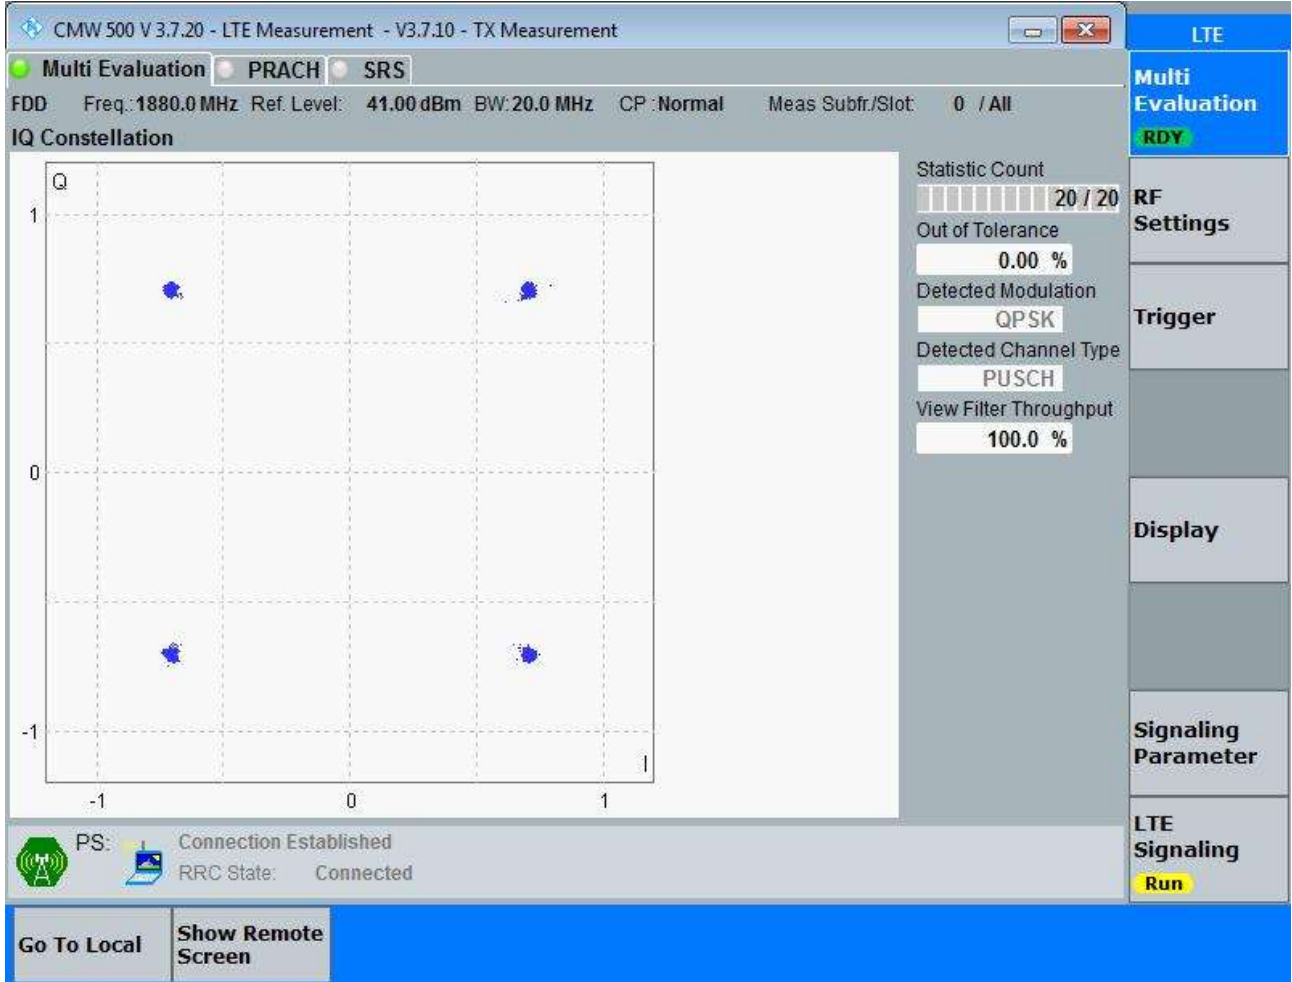 CMW 500 V 3.7.20 - LTE Measurement - V3.7.10 - TX Measurement
LTE
Multi Evaluation PRACH SRS
FDD Freq.:1880.0 MHz Ref. Level: 41.00 dBm BW:20.0 MHz CP :Normal Meas Subfr./Slot: 0 / All
IQ Constellation
Q
1
0
-1
I
-1 0 1
Statistic Count
20 / 20
Out of Tolerance
0.00 %
Detected Modulation
QPSK
Detected Channel Type
PUSCH
View Filter Throughput
100.0 %
Multi
Evaluation
RDY
RF
Settings
Trigger
Display
Signaling
Parameter
LTE
Signaling
Run
PS: Connection Established
RRC State: Connected
Go To Local
Show Remote
Screen